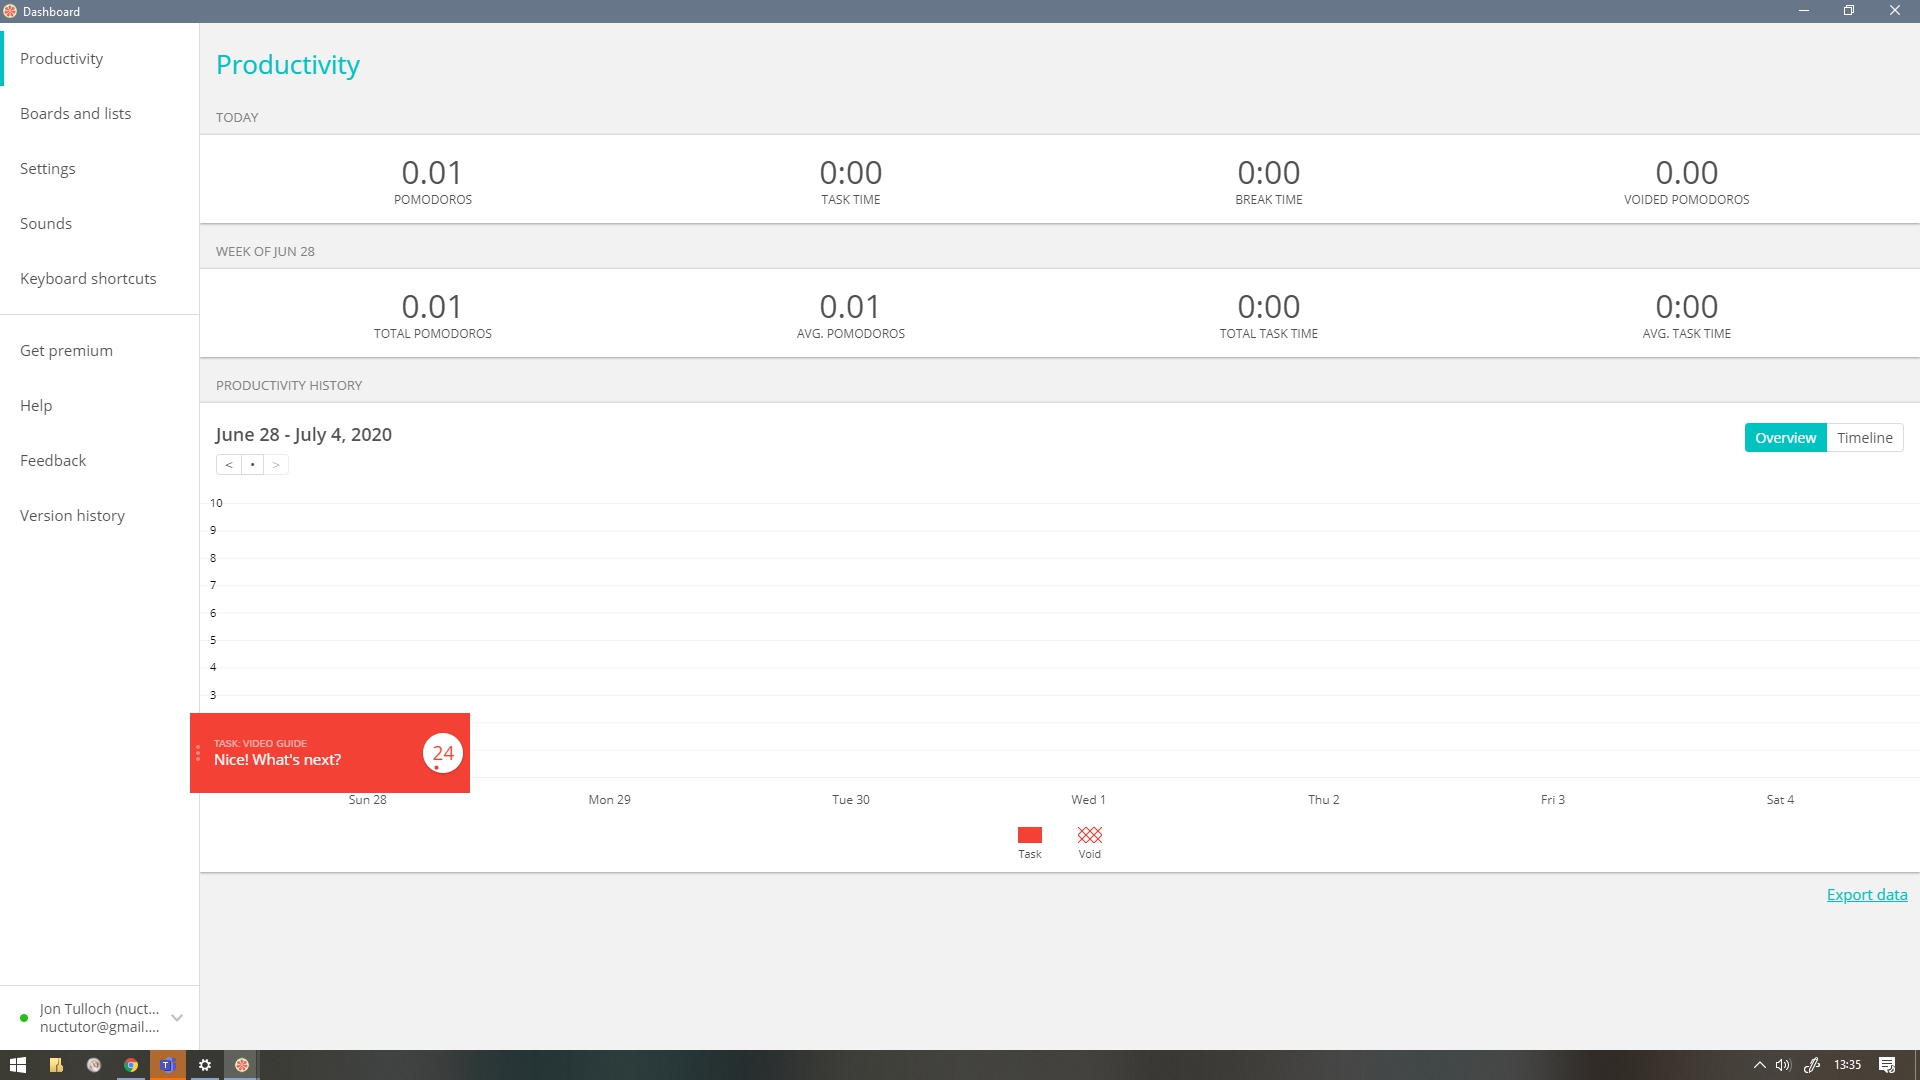 Dashboard
Productivity
Boards and lists
Settings
Sounds
Keyboard shortcuts
Get premium
Help
Feedback
Version history
Jon Tulloch (nuct...
nuctutor@gmail....
Productivity
TODAY
0.01
POMODOROS
0:00
TASK TIME
0:00
BREAK TIME
0.00
VOIDED POMODOROS
WEEK OF JUN 28
0.01
TOTAL POMODOROS
0.01
AVG. POMODOROS
0:00
TOTAL TASK TIME
0:00
AVG. TASK TIME
PRODUCTIVITY HISTORY
June 28 - July 4, 2020
< • >
Overview Timeline
10
9
8
7
6
5
4
3
TASK: VIDEO GUIDE
Nice! What's next?
24
Sun 28 Mon 29 Tue 30 Wed 1 Thu 2 Fri 3 Sat 4
Task Void
Export data
13:35